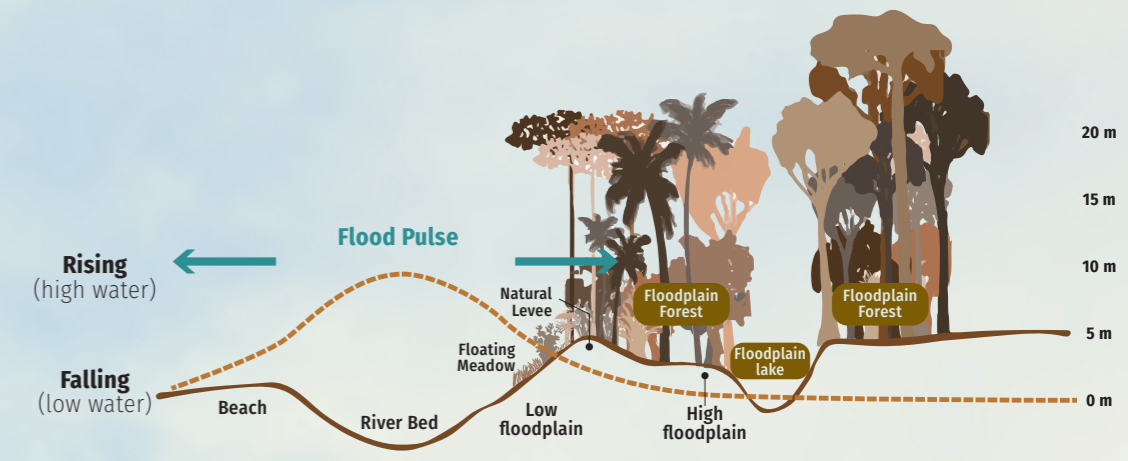 20 m
15 m
Flood Pulse
Rising
(high water)
10 m
Natural
Levee
Floodplain
Forest
Floodplain
Forest
5 m
Floating
Meadow
Floodplain
lake
Falling
(low water)
Beach
River Bed
Low
floodplain
High
floodplain
0 m